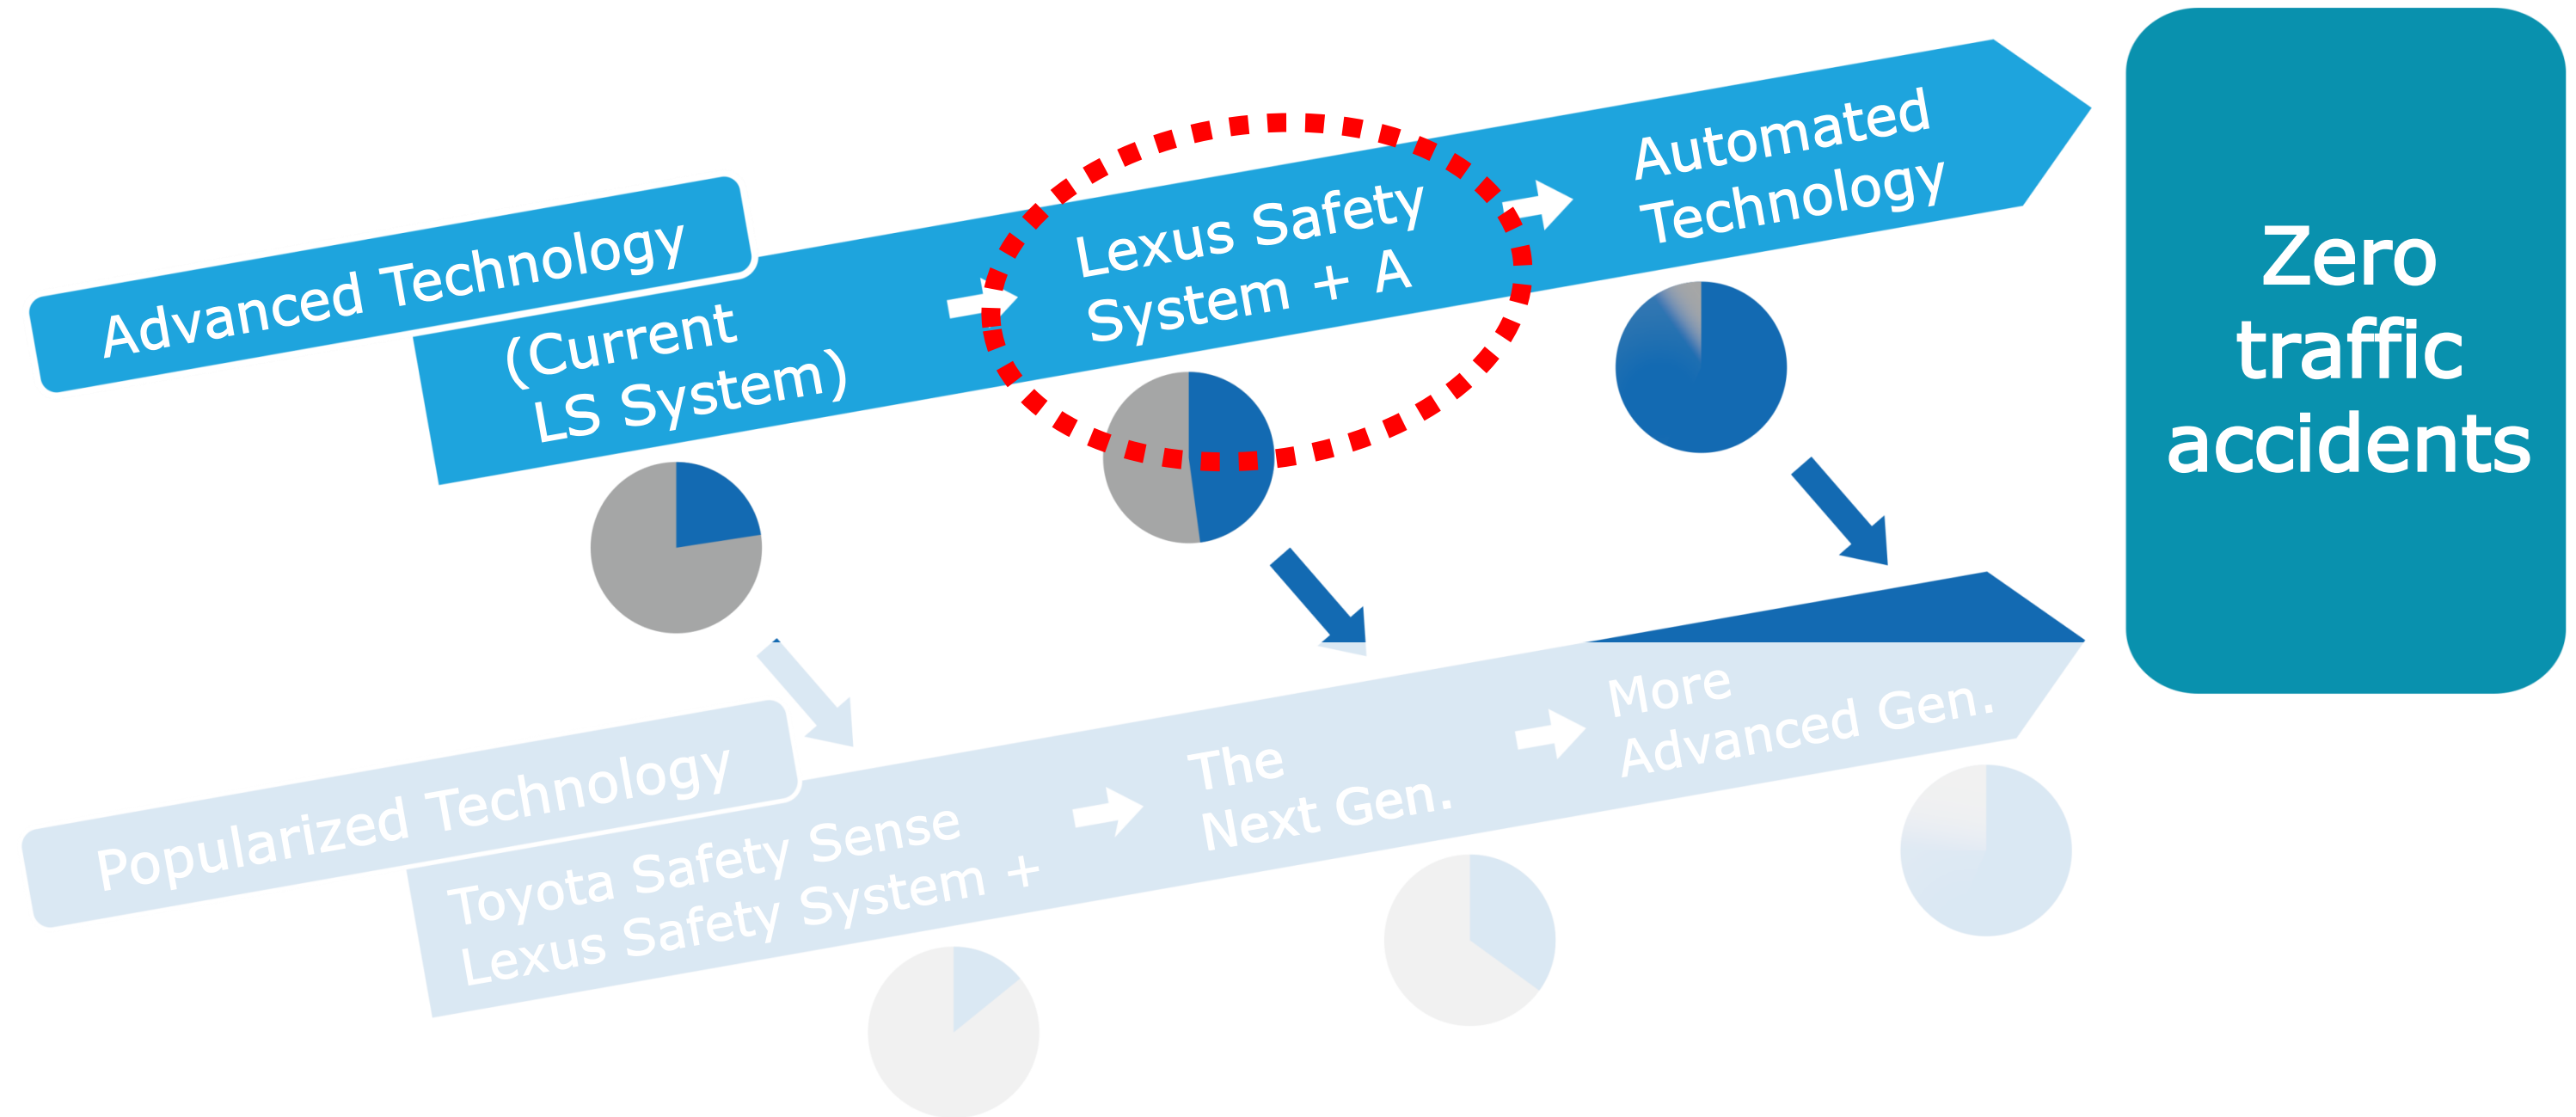 Advanced Technology
(Current
LS System)
Lexus Safety
System + A
Automated
Technology
Zero
traffic
accidents
Popularized Technology
Toyota Safety Sense
Lexus Safety System +
The
Next Gen.
More
Advanced Gen.